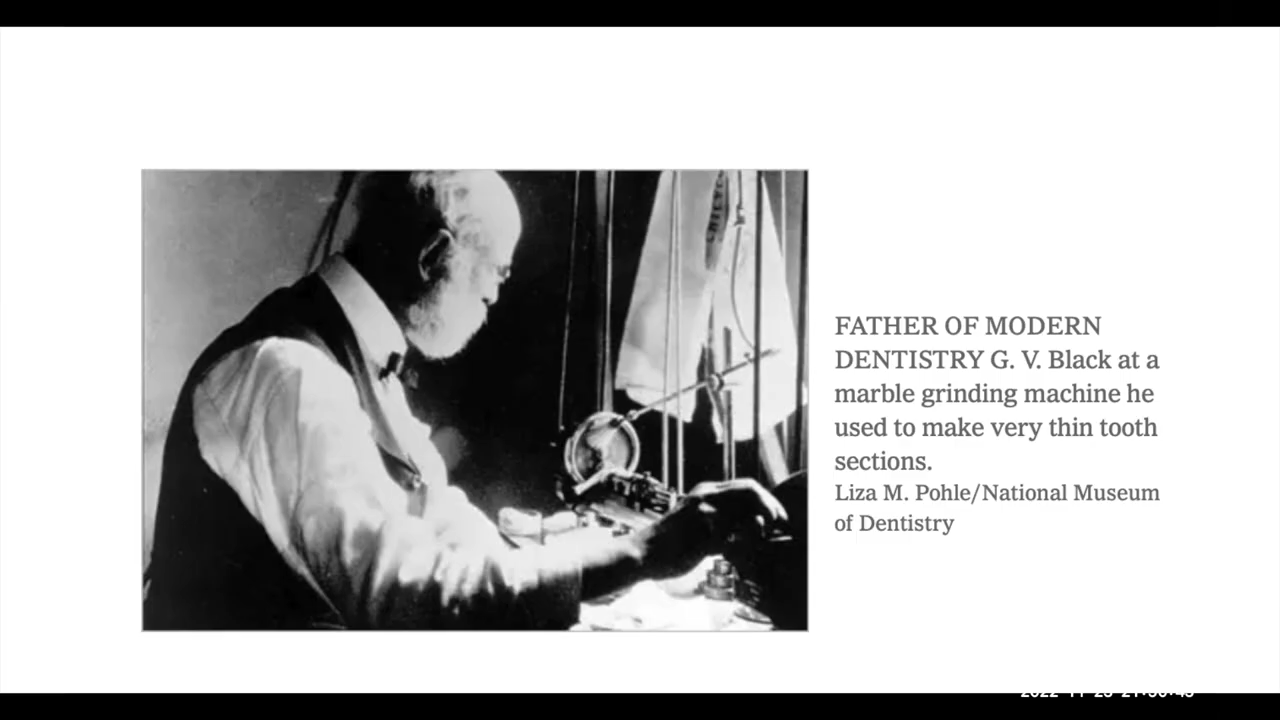 FATHER OF MODERN
DENTISTRY G. V. Black at a
marble grinding machine he
used to make very thin tooth
sections.
Liza M. Pohle/National Museum
of Dentistry